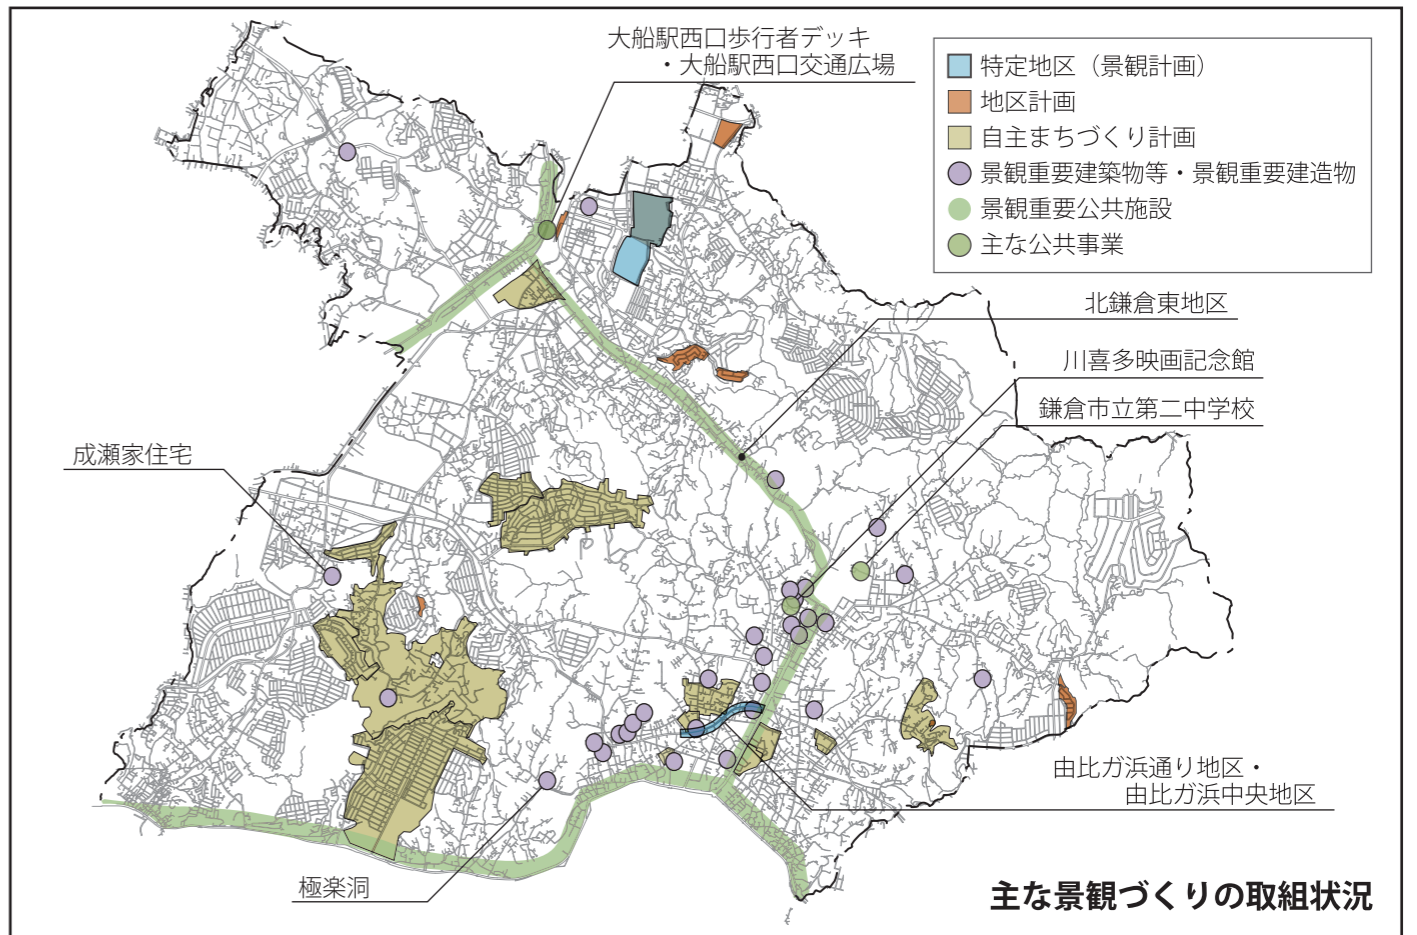 大船駅西口歩行者デッキ
・大船駅西口交通広場
特定地区（景観計画）
地区計画
自主まちづくり計画
景観重要建築物等・景観重要建造物
景観重要公共施設
主な公共事業
北鎌倉東地区
川喜多映画記念館
鎌倉市立第二中学校
成瀬家住宅
由比ガ浜通り地区・
由比ガ浜中央地区
極楽洞
主な景観づくりの取組状況